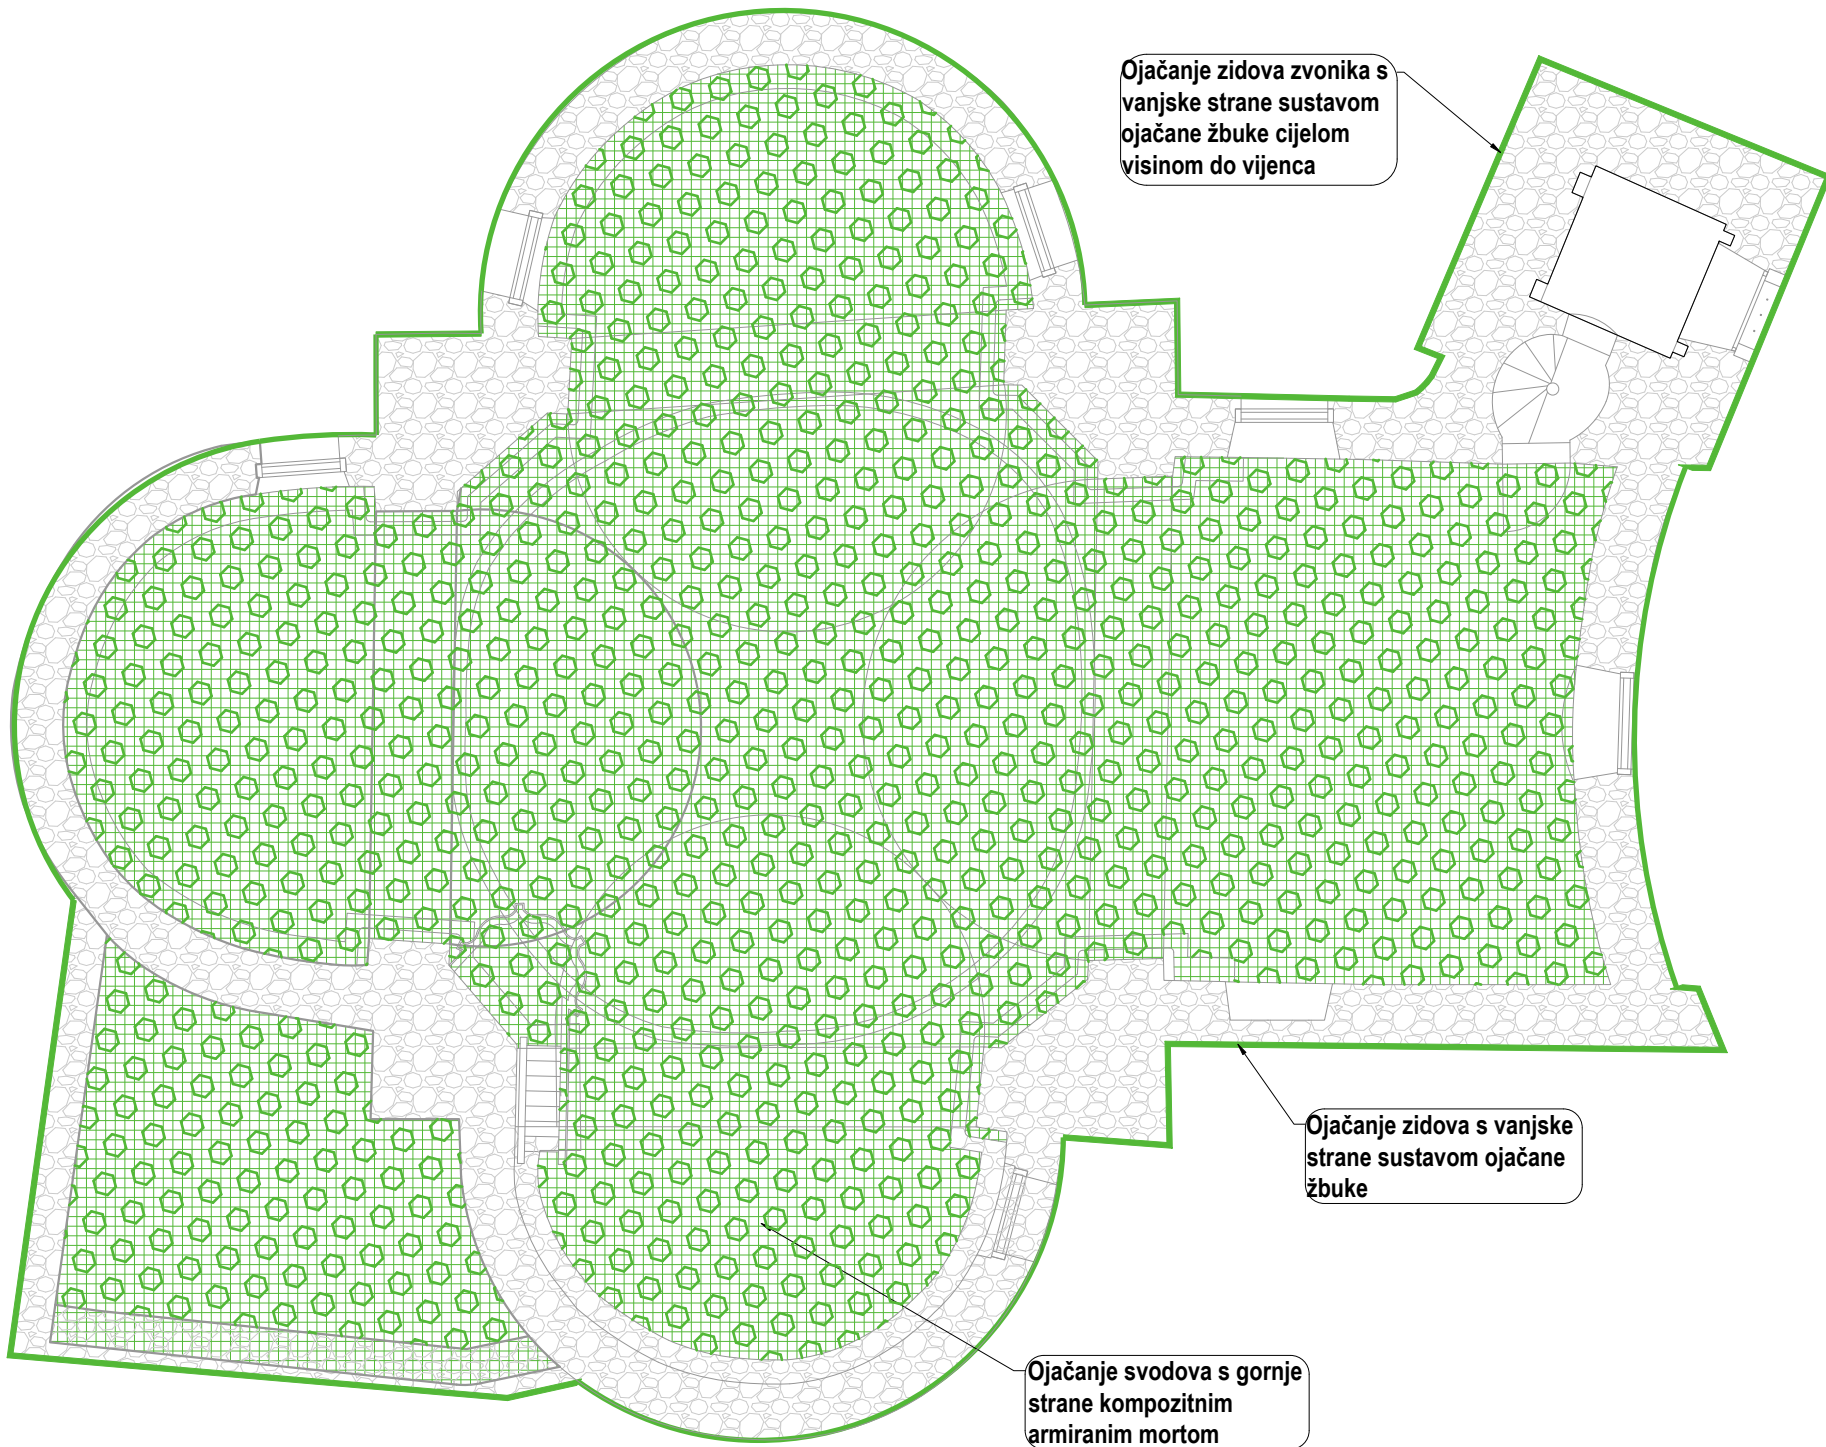 Ojačanje zidova zvonika s
vanjske strane sustavom
ojačane žbuke cijelom
visinom do vijenca
Ojačanje zidova s vanjske
strane sustavom ojačane
žbuke
Ojačanje svodova s gornje
strane kompozitnim
armiranim mortom